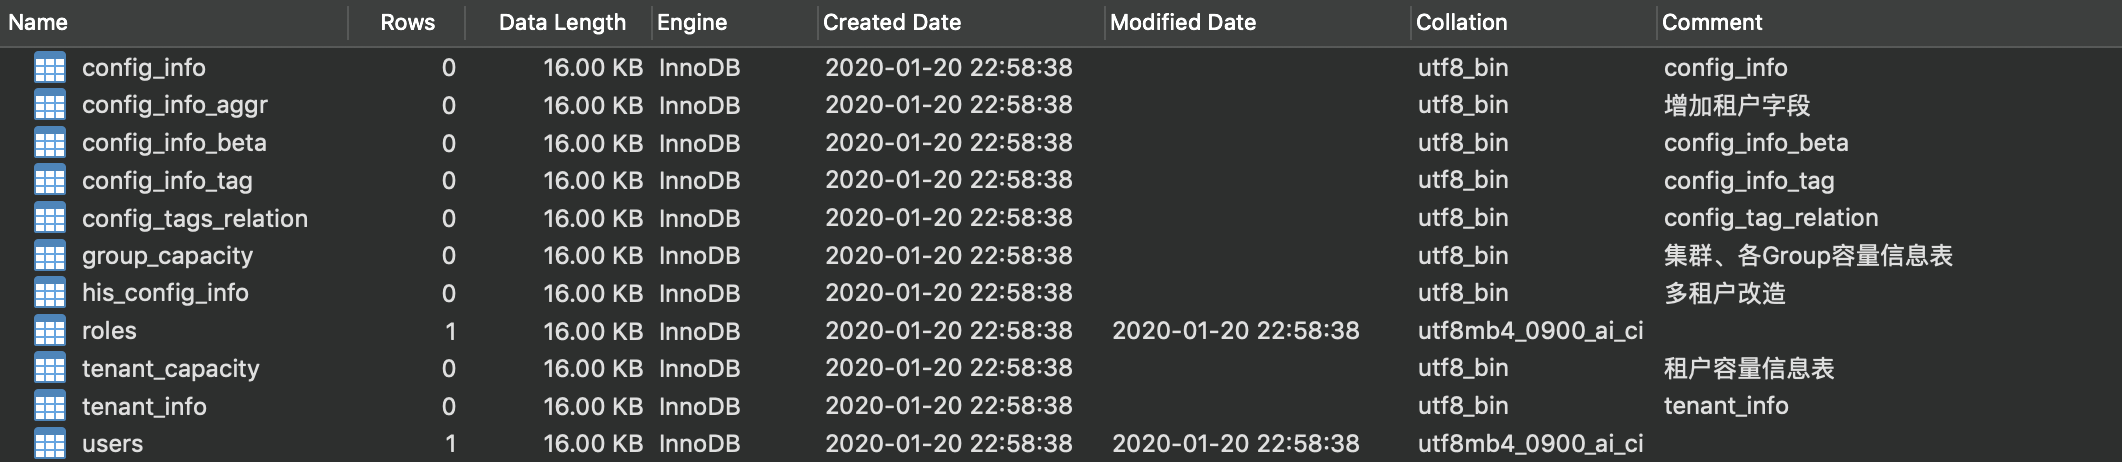 Name Rows Data Length Engine Created Date Modified Date Collation Comment
config_info 0 16.00 KB InnoDB 2020-01-20 22:58:38 utf8_bin config_info
config_info_aggr 0 16.00 KB InnoDB 2020-01-20 22:58:38 utf8_bin 增加租户字段
config_info_beta 0 16.00 KB InnoDB 2020-01-20 22:58:38 utf8_bin config_info_beta
config_info_tag 0 16.00 KB InnoDB 2020-01-20 22:58:38 utf8_bin config_info_tag
config_tags_relation 0 16.00 KB InnoDB 2020-01-20 22:58:38 utf8_bin config_tag_relation
group_capacity 0 16.00 KB InnoDB 2020-01-20 22:58:38 utf8_bin 集群、各Group容量信息表
his_config_info 0 16.00 KB InnoDB 2020-01-20 22:58:38 utf8_bin 多租户改造
roles 1 16.00 KB InnoDB 2020-01-20 22:58:38 2020-01-20 22:58:38 utf8mb4_0900_ai_ci
tenant_capacity 0 16.00 KB InnoDB 2020-01-20 22:58:38 utf8_bin 租户容量信息表
tenant_info 0 16.00 KB InnoDB 2020-01-20 22:58:38 utf8_bin tenant_info
users 1 16.00 KB InnoDB 2020-01-20 22:58:38 2020-01-20 22:58:38 utf8mb4_0900_ai_ci